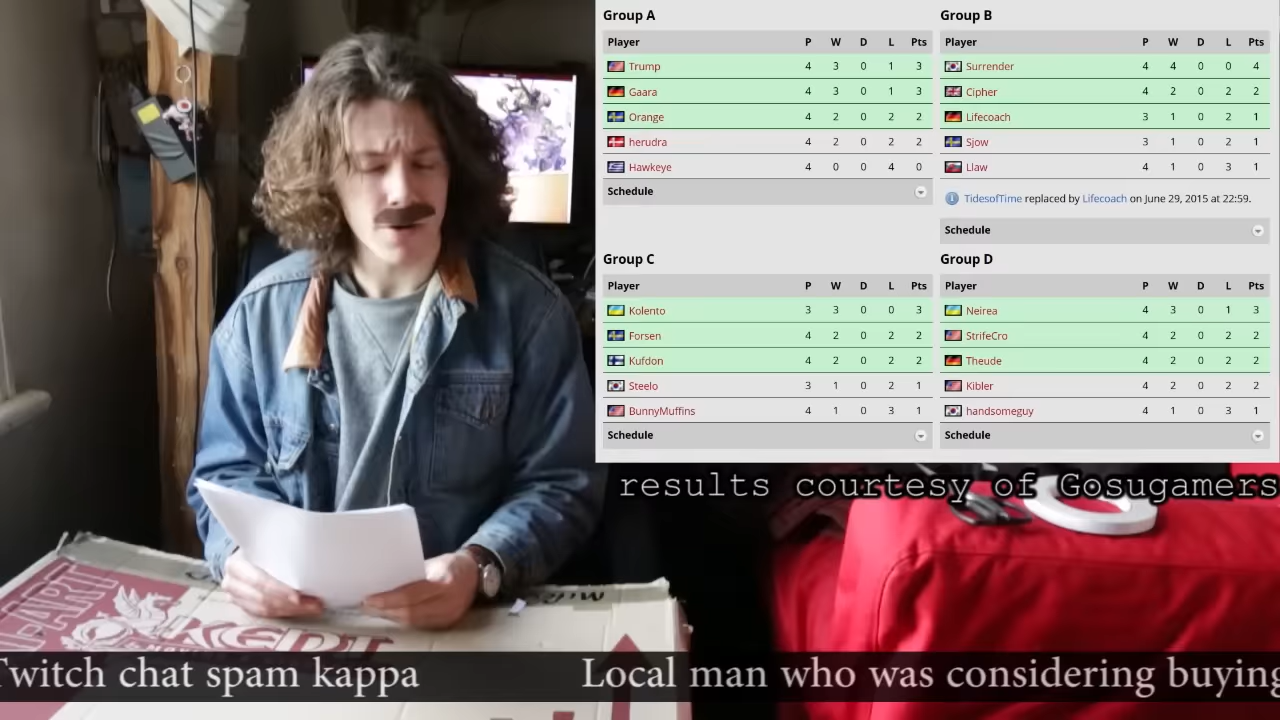 Group A
Player P W D L Pts
Trump 4 3 0 1 3
Gaara 4 3 0 1 3
Orange 4 2 0 2 2
herudra 4 2 0 2 2
Hawkeye 4 0 0 4 0
Schedule
Group B
Player P W D L Pts
Surrender 4 4 0 0 4
Cipher 4 2 0 2 2
Lifecoach 3 1 0 2 1
Sjow 3 1 0 2 1
Llaw 4 1 0 3 1
TidesofTime replaced by Lifecoach on June 29, 2015 at 22:59.
Schedule
Group C
Player P W D L Pts
Kolento 3 3 0 0 3
Forsen 4 2 0 2 2
Kufdon 4 2 0 2 2
Steelo 3 1 0 2 1
BunnyMuffins 4 1 0 3 1
Schedule
Group D
Player P W D L Pts
Neirea 4 3 0 1 3
StrifeCro 4 2 0 2 2
Theude 4 2 0 2 2
Kibler 4 2 0 2 2
handsomeguy 4 1 0 3 1
Schedule
results courtesy of Gosugamers
Twitch chat spam kappa
Local man who was considering buying